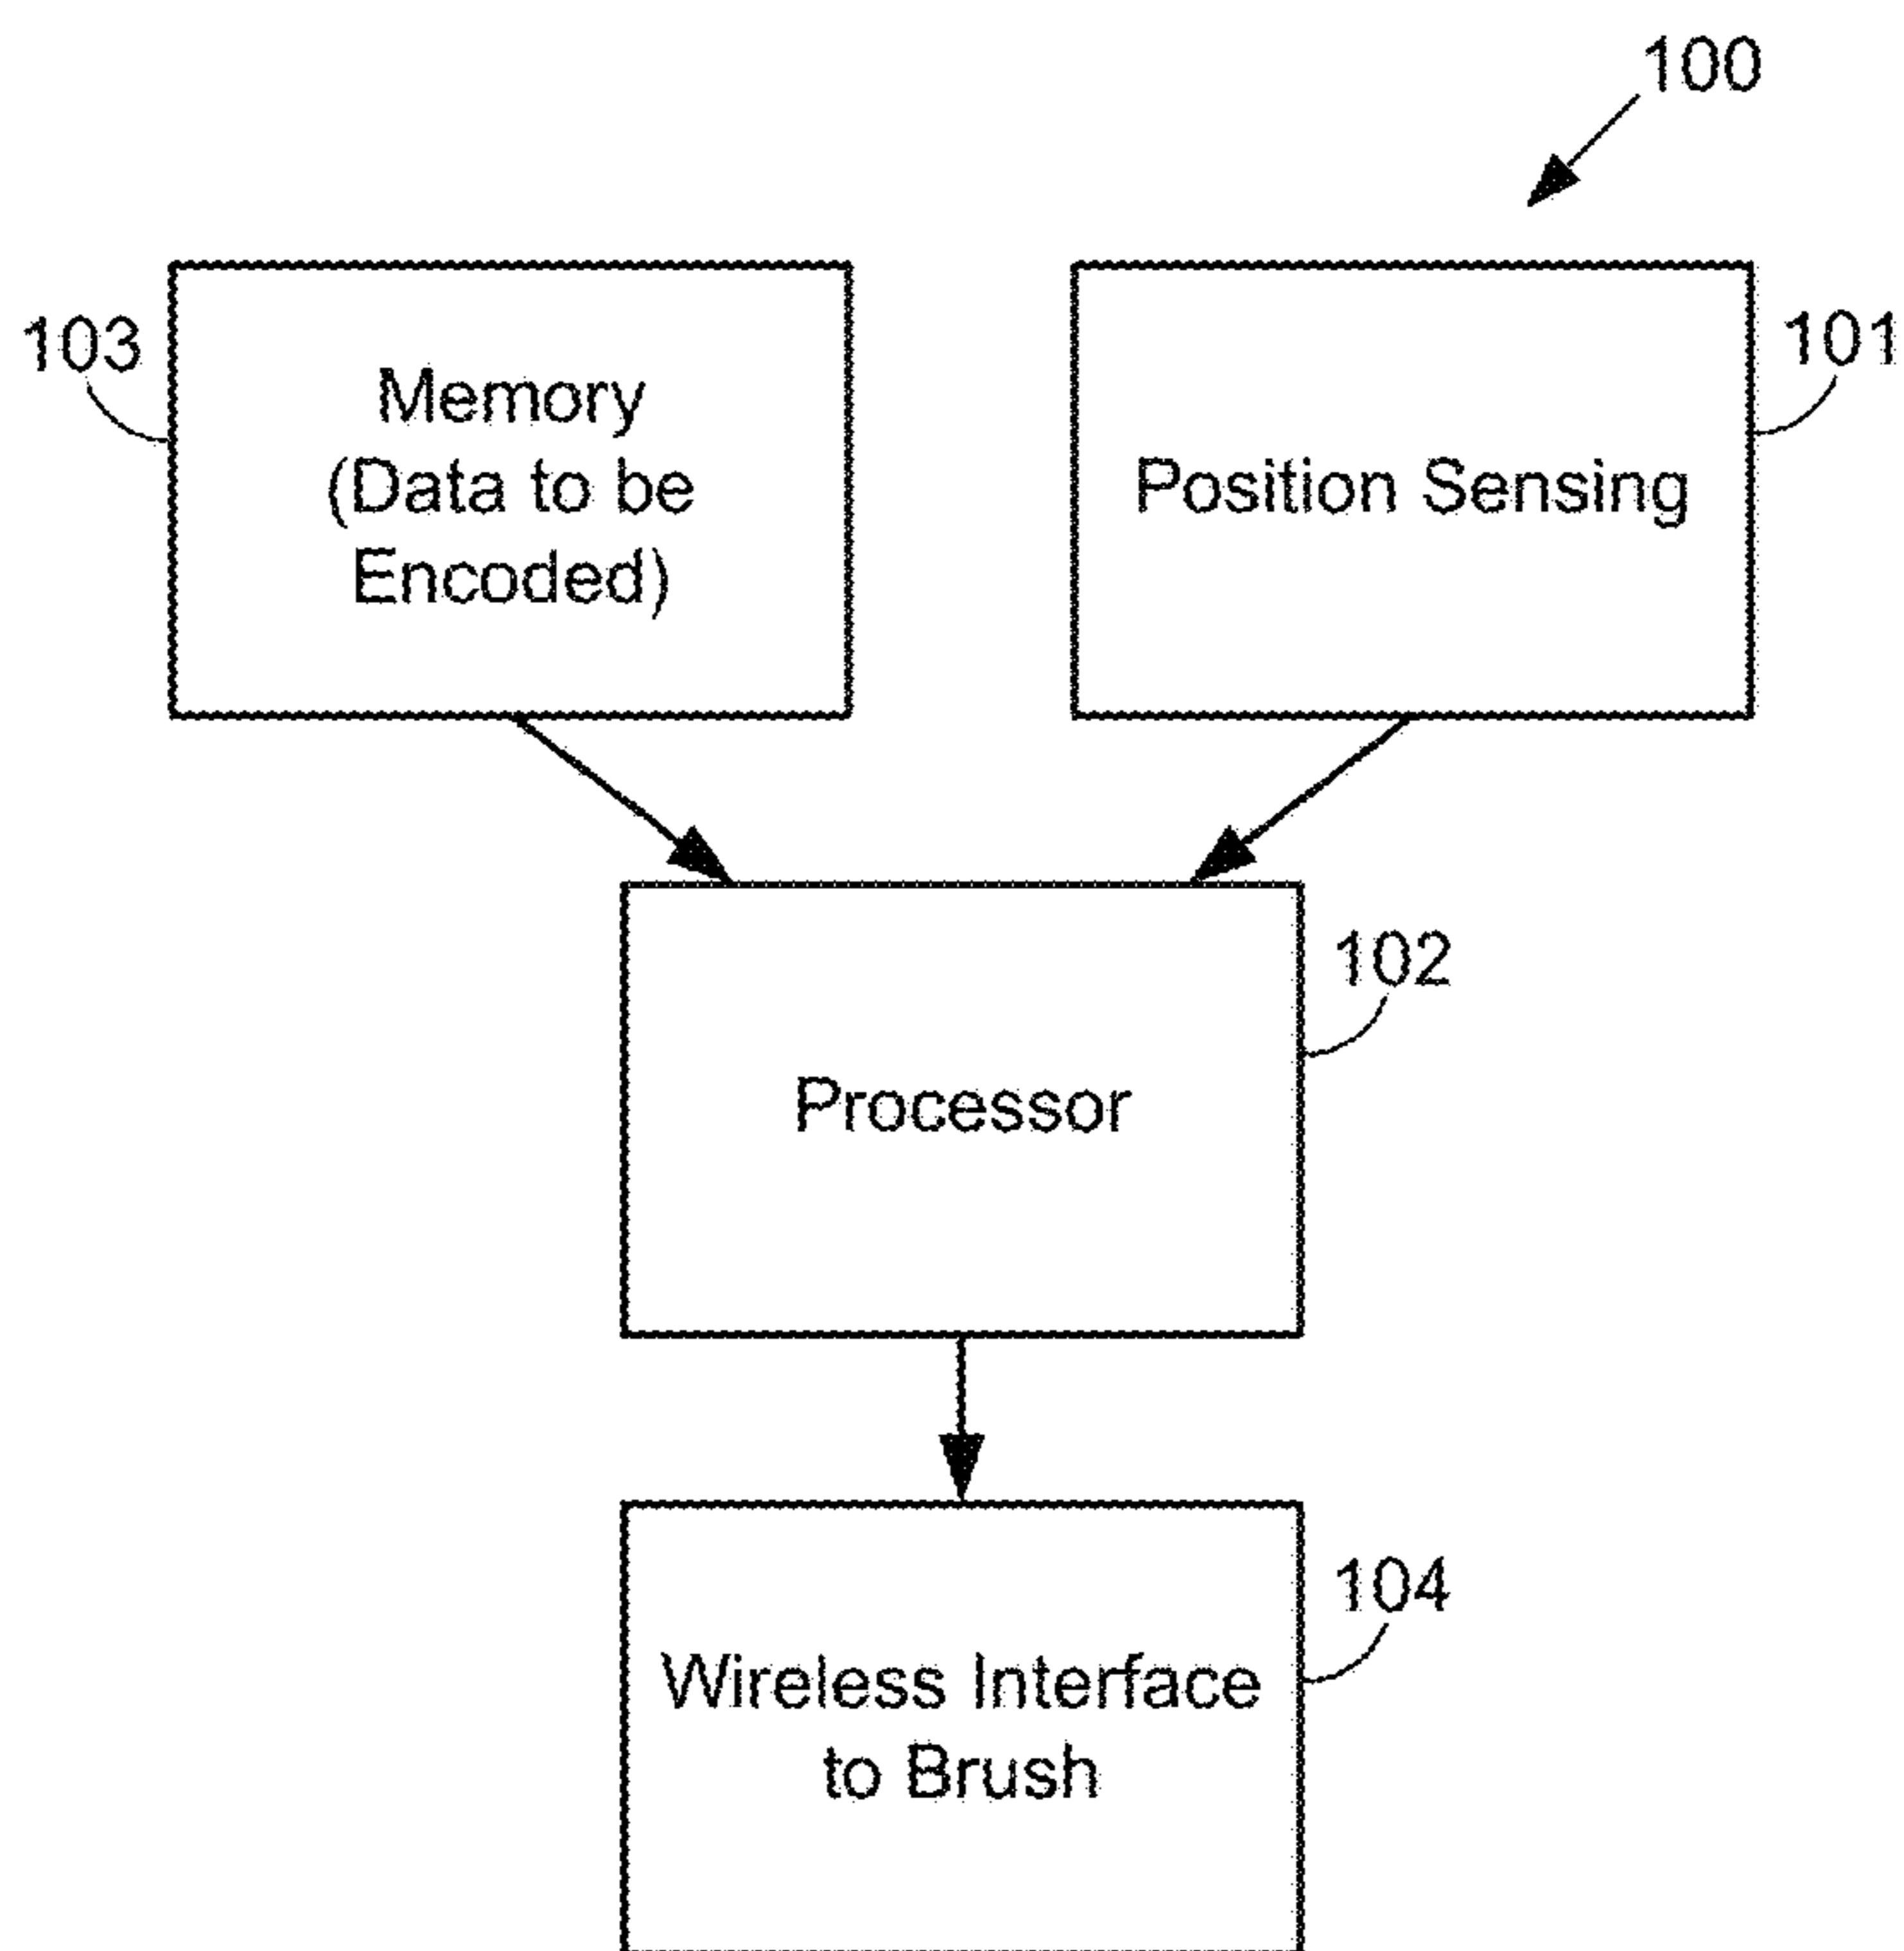 100
103
101
Memory
(Data to be
Encoded)
Position Sensing
102
Processor
104
Wireless Interface
to Brush